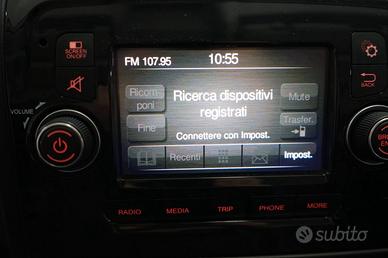 SCREEN
ON/OFF
FM 107.95
10:55
Ricom-
poni
Ricerca dispositivi
registrati
Mute
BACK
VOLUME
Fine
Connettere con Impost.
Trasfer.
Recenti
Impost.
RADIO
MEDIA
TRIP
PHONE
MORE
subito